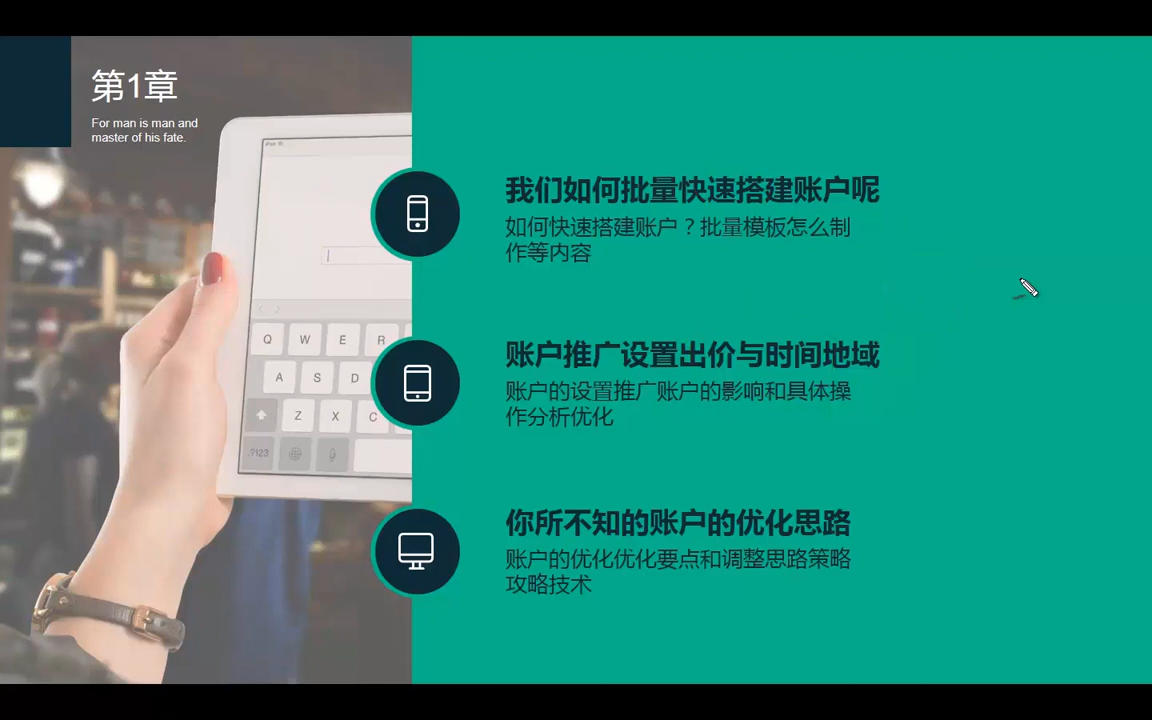 第1章
For man is man and
master of his fate.
我们如何批量快速搭建账户呢
如何快速搭建账户？批量模板怎么制
作等内容
账户推广设置出价与时间地域
账户的设置推广账户的影响和具体操
作分析优化
你所不知的账户的优化思路
账户的优化优化要点和调整思路策略
攻略技术
Q W E R
A S D
Z X C
.?123